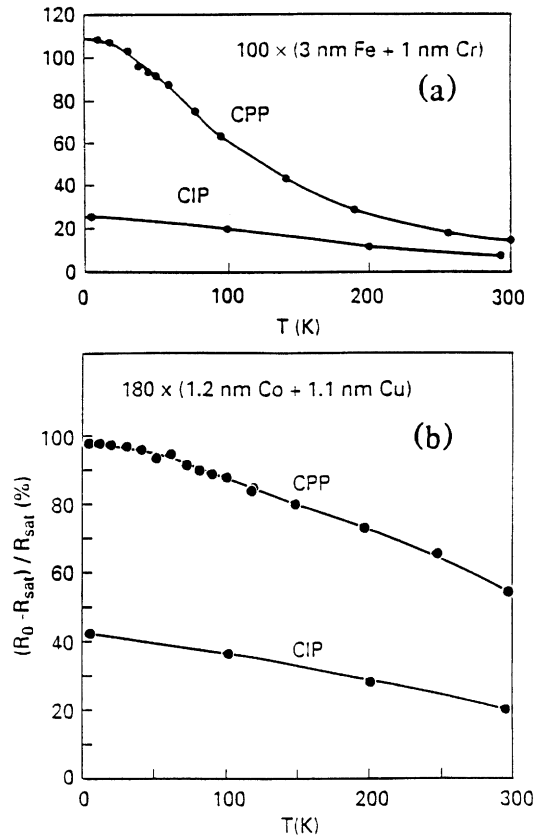 120
100 × (3 nm Fe + 1 nm Cr)
(a)
100
80
CPP
60
40
CIP
20
0
0 100 200 300
T (K)
180 × (1.2 nm Co + 1.1 nm Cu)
(b)
100
CPP
80
60
(R0 - Rsat) / Rsat (%)
40
CIP
20
0
0 100 200 300
T(K)